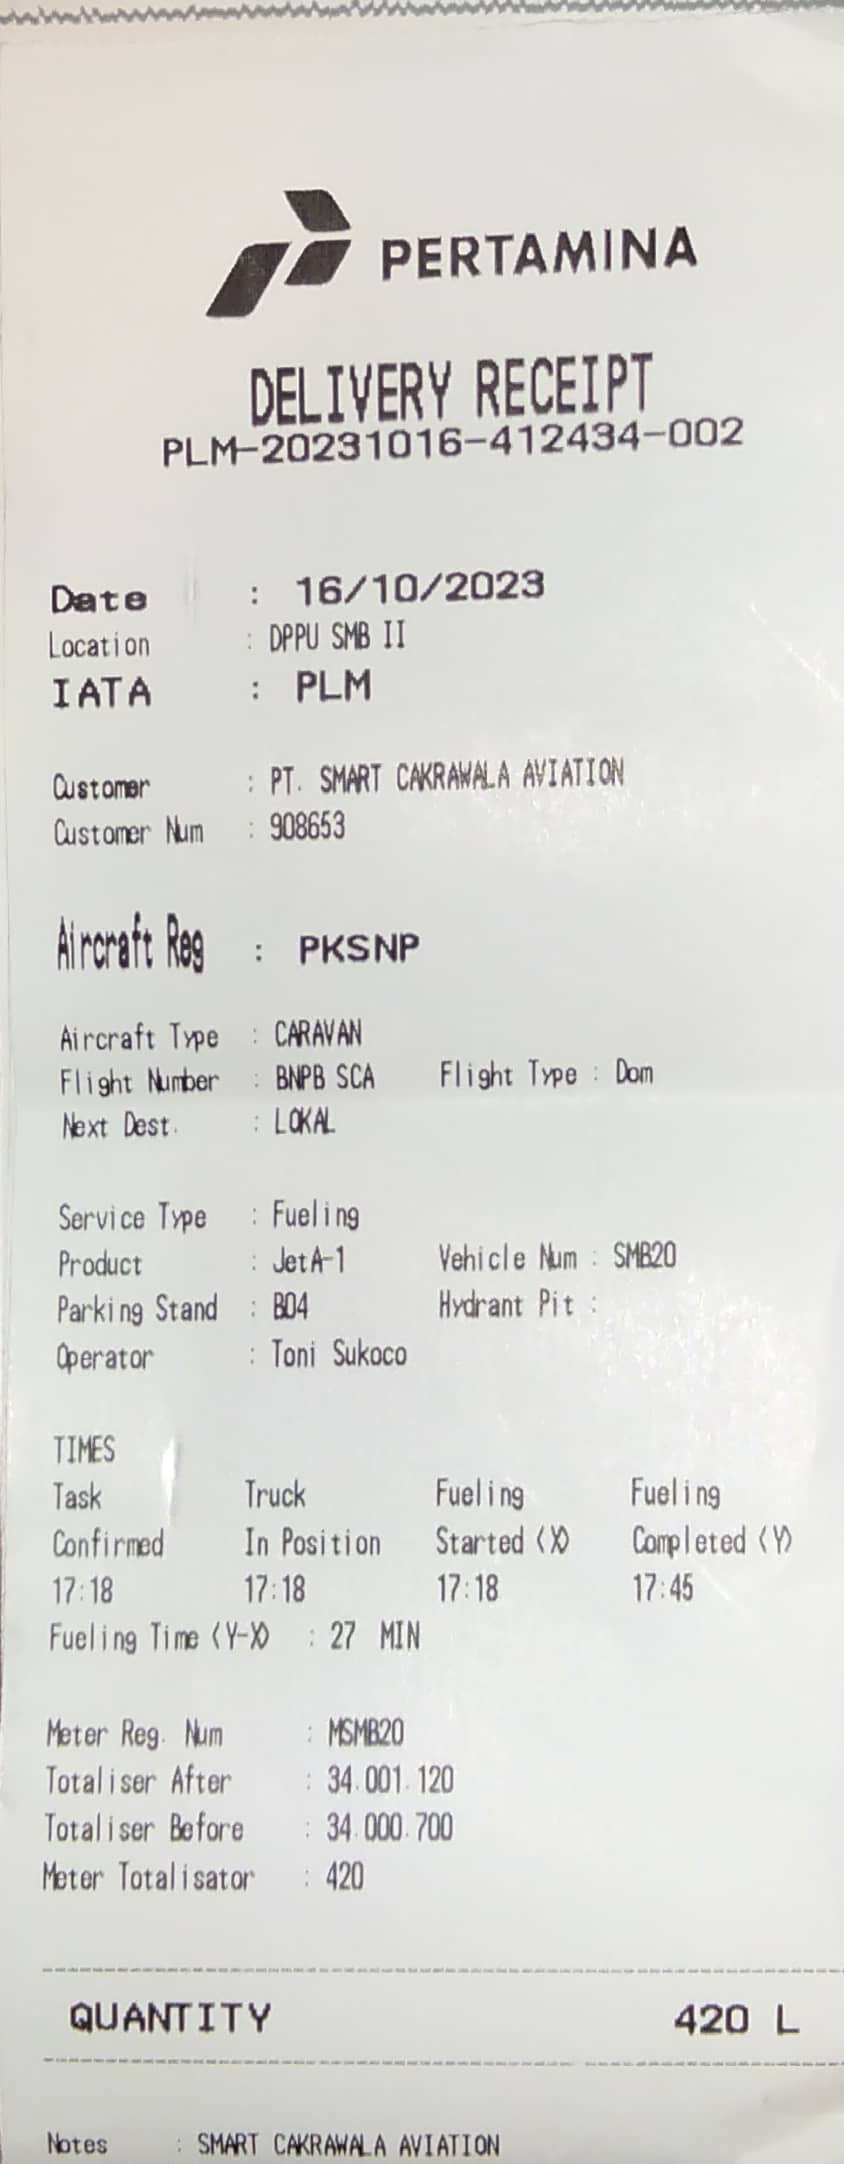 PERTAMINA
DELIVERY RECEIPT
PLM-20231016-412434-002
Date : 16/10/2023
Location : DPPU SMB II
IATA : PLM
Customer : PT. SMART CAKRAWALA AVIATION
Customer Num : 908653
Aircraft Reg : PKSNP
Aircraft Type : CARAVAN
Flight Number : BNPB SCA Flight Type : Dom
Next Dest. : LOKAL
Service Type : Fueling
Product : JetA-1 Vehicle Num : SMB20
Parking Stand : B04 Hydrant Pit :
Operator : Toni Sukoco
TIMES
Task Truck Fueling Fueling
Confirmed In Position Started (X) Completed (Y)
17:18 17:18 17:18 17:45
Fueling Time (Y-X) : 27 MIN
Meter Reg. Num : MSMB20
Totaliser After : 34.001.120
Totaliser Before : 34.000.700
Meter Totalisator : 420
QUANTITY 420 L
Notes : SMART CAKRAWALA AVIATION